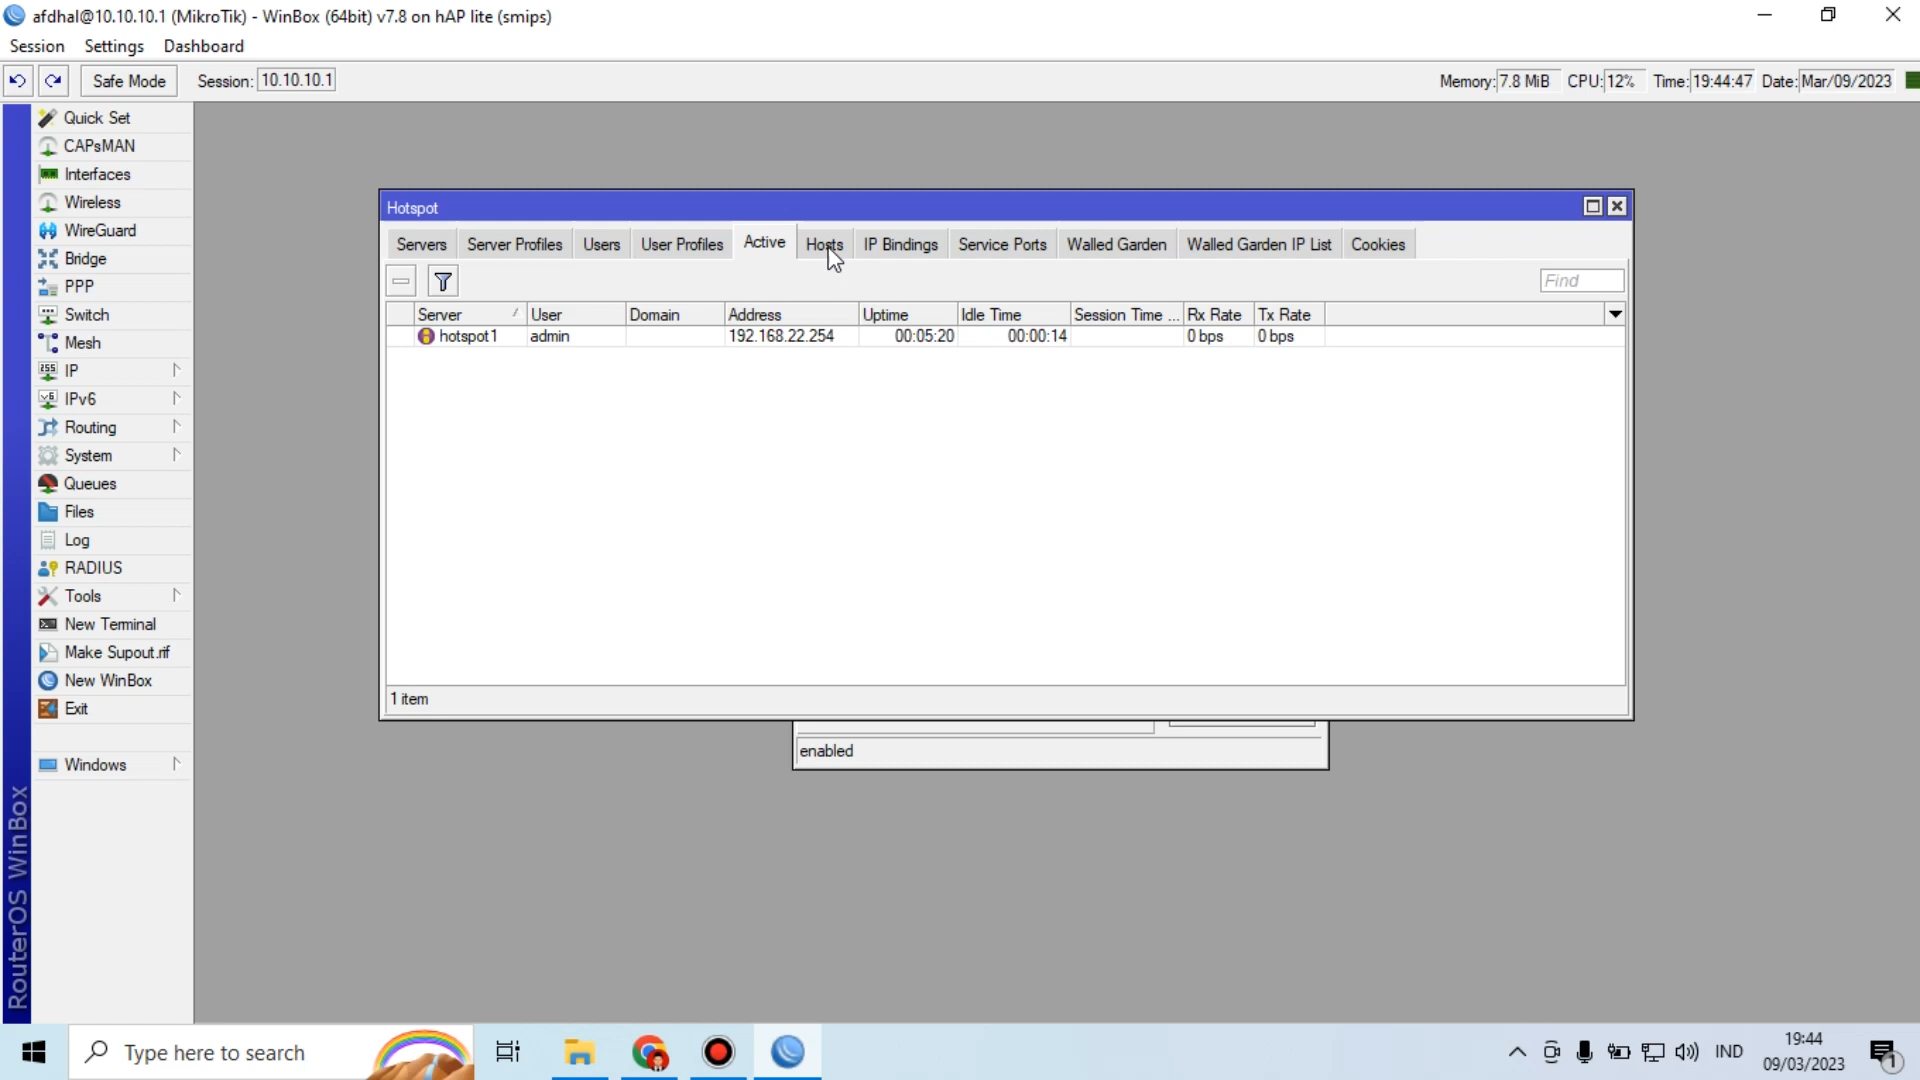 afdhal@10.10.10.1 (MikroTik) - WinBox (64bit) v7.8 on hAP lite (smips)
Session Settings Dashboard
Safe Mode Session: 10.10.10.1 Memory: 7.8 MiB CPU: 12% Time: 19:44:47 Date: Mar/09/2023
Quick Set
CAPsMAN
Interfaces
Wireless
WireGuard
Bridge
PPP
Switch
Mesh
IP
IPv6
Routing
System
Queues
Files
Log
RADIUS
Tools
New Terminal
Make Supout.rif
New WinBox
Exit
Windows
RouterOS WinBox
Hotspot
Servers Server Profiles Users User Profiles Active Hosts IP Bindings Service Ports Walled Garden Walled Garden IP List Cookies
Find
Server User Domain Address Uptime Idle Time Session Time ... Rx Rate Tx Rate
hotspot1 admin 192.168.22.254 00:05:20 00:00:14 0 bps 0 bps
1 item
enabled
Type here to search
IND
19:44
09/03/2023
1